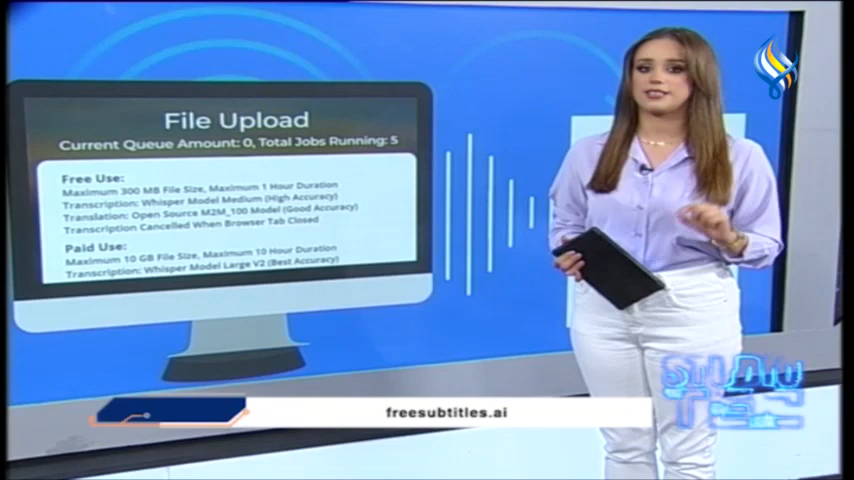 File Upload
Current Queue Amount: 0, Total Jobs Running: 5
Free Use:
Maximum 300 MB File Size, Maximum 1 Hour Duration
Transcription: Whisper Model Medium (High Accuracy)
Translation: Open Source M2M_100 Model (Good Accuracy)
Transcription Cancelled When Browser Tab Closed
Paid Use:
Maximum 10 GB File Size, Maximum 10 Hour Duration
Transcription: Whisper Model Large V2 (Best Accuracy)
freesubtitles.ai